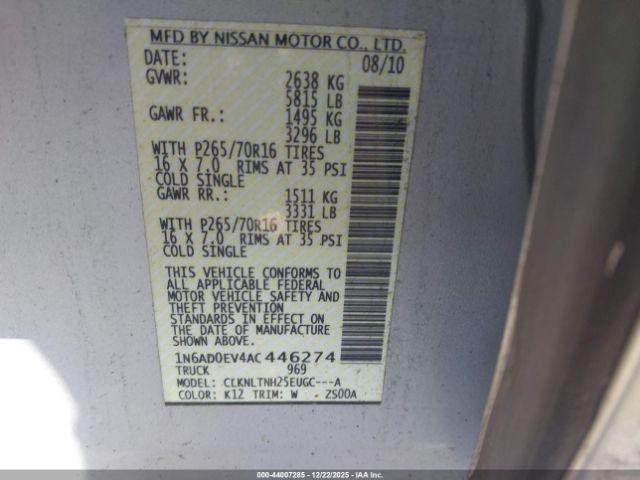 MFD BY NISSAN MOTOR CO., LTD.
DATE: 08/10
GVWR: 2638 KG
5815 LB
GAWR FR.: 1495 KG
3296 LB
WITH P265/70R16 TIRES
16 X 7.0 RIMS AT 35 PSI
COLD SINGLE
GAWR RR.: 1511 KG
3331 LB
WITH P265/70R16 TIRES
16 X 7.0 RIMS AT 35 PSI
COLD SINGLE
THIS VEHICLE CONFORMS TO
ALL APPLICABLE FEDERAL
MOTOR VEHICLE SAFETY AND
THEFT PREVENTION
STANDARDS IN EFFECT ON
THE DATE OF MANUFACTURE
SHOWN ABOVE.
1N6AD0EV4AC446274
TRUCK 969
MODEL: CLKNLTNH25EUGC---A
COLOR: K12 TRIM: W ZS00A
000-44007285 - 12/22/2025 - IAAI, Inc.